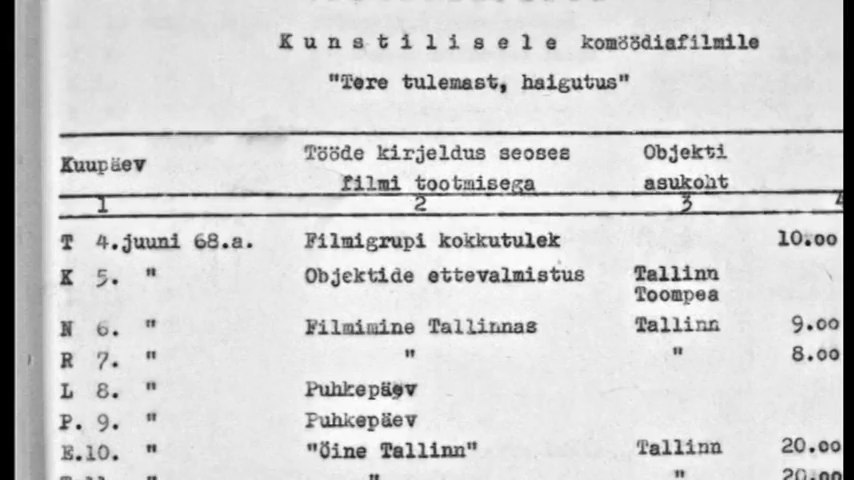 Kunstilisele komöödiafilmile
"Tere tulemast, haigutus"
Kuupäev Tööde kirjeldus seoses filmi tootmisega Objekti asukoht
1 2 3 4
T 4.juuni 68.a. Filmigrupi kokkutulek 10.00
K 5. " Objektide ettevalmistus Tallinn
Toompea
N 6. " Filmimine Tallinnas Tallinn 9.00
R 7. " " " 8.00
L 8. " Puhkepäev
P. 9. " Puhkepäev
E.10. " "Öine Tallinn" Tallinn 20.00
" " " 20.00